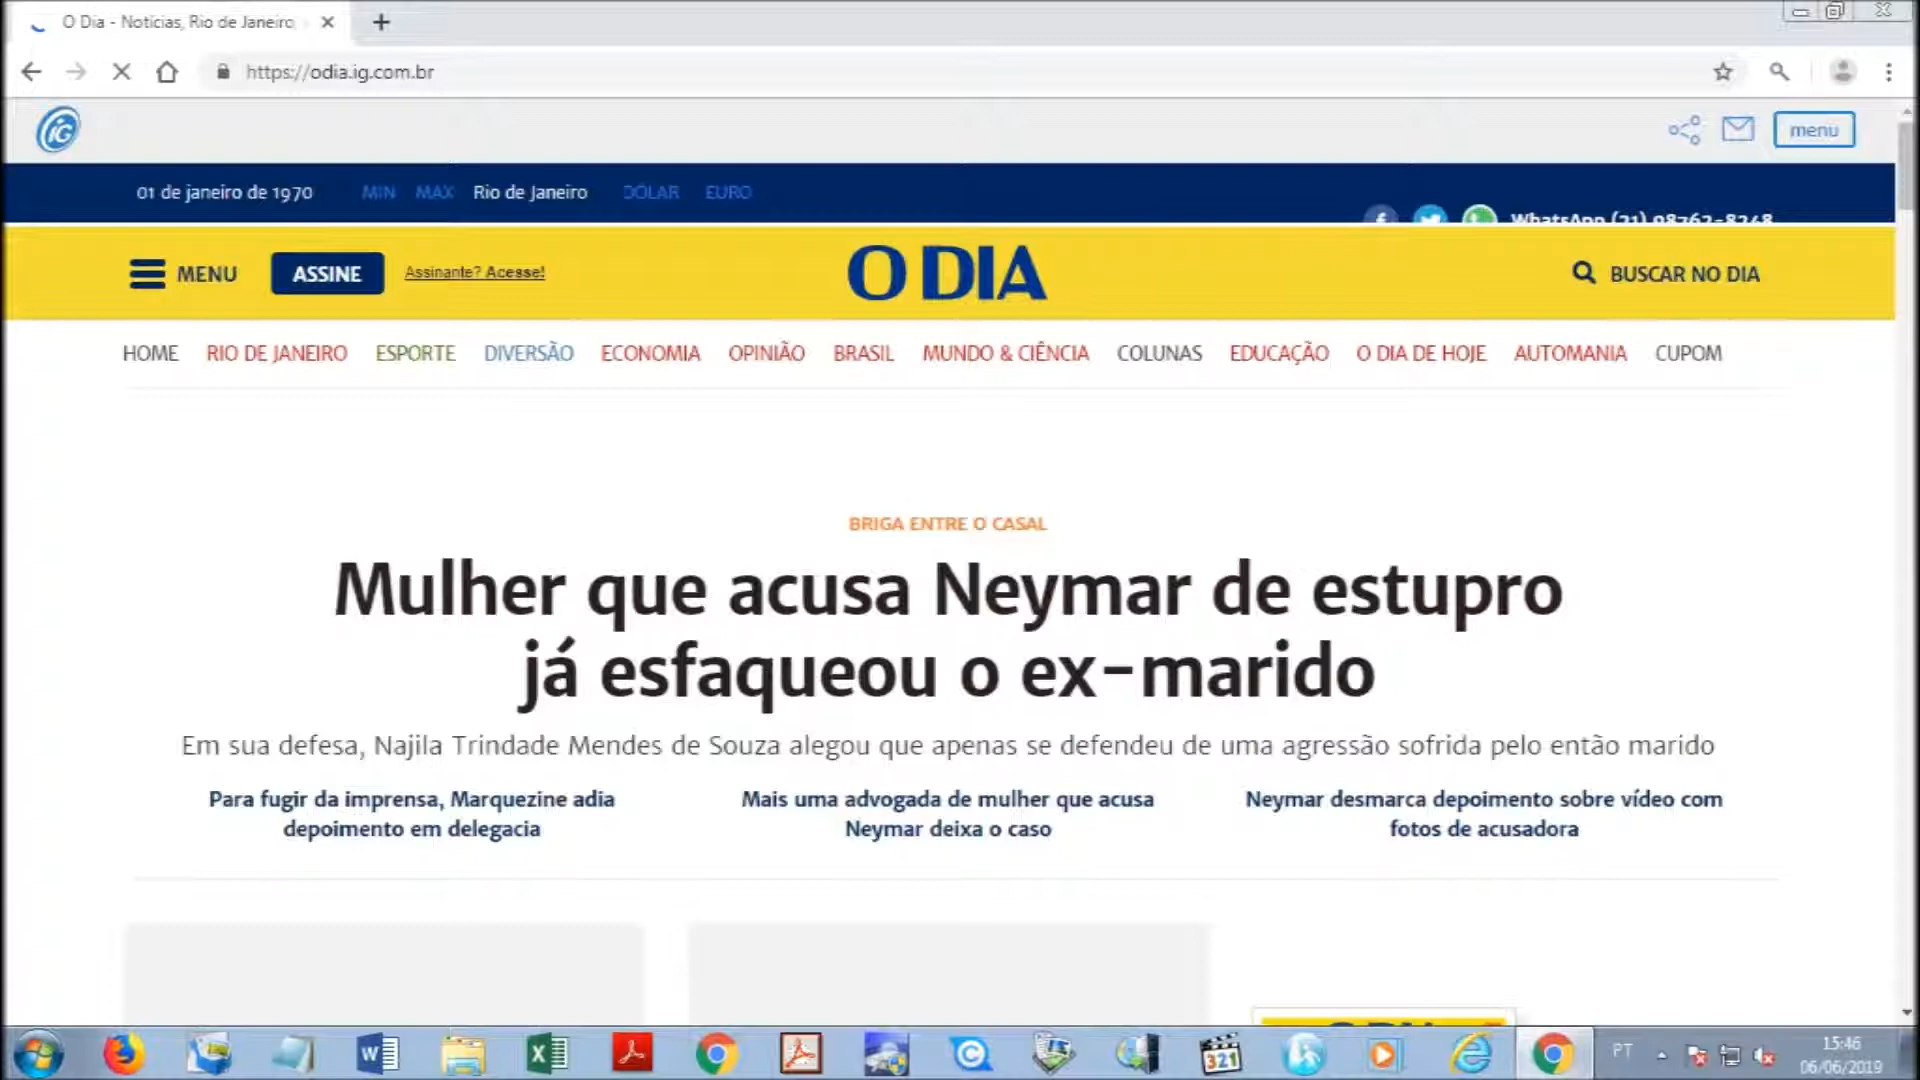 O Dia - Notícias, Rio de Janeiro,
https://odia.ig.com.br
iG
menu
01 de janeiro de 1970 MIN MAX Rio de Janeiro DÓLAR EURO
WhatsApp (21) 98762-8248
MENU ASSINE Assinante? Acesse! O DIA BUSCAR NO DIA
HOME RIO DE JANEIRO ESPORTE DIVERSÃO ECONOMIA OPINIÃO BRASIL MUNDO & CIÊNCIA COLUNAS EDUCAÇÃO O DIA DE HOJE AUTOMANIA CUPOM
BRIGA ENTRE O CASAL
Mulher que acusa Neymar de estupro
já esfaqueou o ex-marido
Em sua defesa, Najila Trindade Mendes de Souza alegou que apenas se defendeu de uma agressão sofrida pelo então marido
Para fugir da imprensa, Marquezine adia
depoimento em delegacia
Mais uma advogada de mulher que acusa
Neymar deixa o caso
Neymar desmarca depoimento sobre vídeo com
fotos de acusadora
321
PT
15:46
06/06/2019